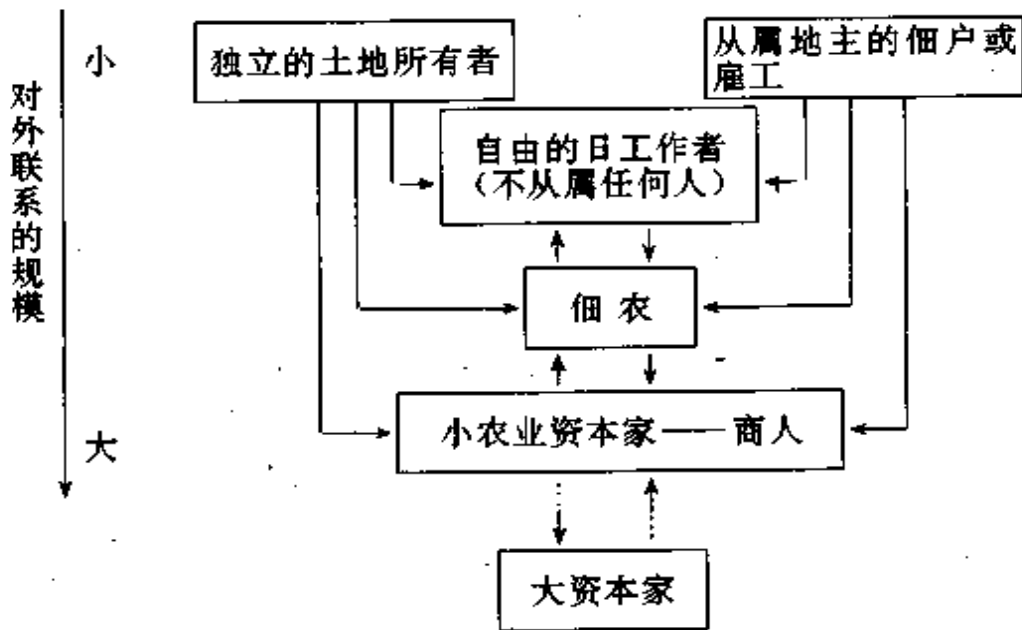 小
对外联系的规模
大
独立的土地所有者
从属地主的佃户或
雇工
自由的日工作者
(不从属任何人)
佃 农
小农业资本家——商人
大资本家